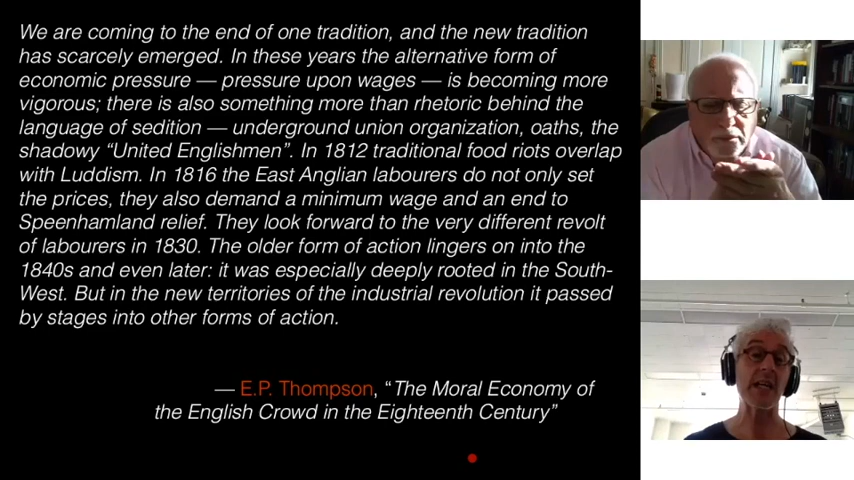 We are coming to the end of one tradition, and the new tradition
has scarcely emerged. In these years the alternative form of
economic pressure — pressure upon wages — is becoming more
vigorous; there is also something more than rhetoric behind the
language of sedition — underground union organization, oaths, the
shadowy “United Englishmen”. In 1812 traditional food riots overlap
with Luddism. In 1816 the East Anglian labourers do not only set
the prices, they also demand a minimum wage and an end to
Speenhamland relief. They look forward to the very different revolt
of labourers in 1830. The older form of action lingers on into the
1840s and even later: it was especially deeply rooted in the South-
West. But in the new territories of the industrial revolution it passed
by stages into other forms of action.
— E.P. Thompson, “The Moral Economy of
the English Crowd in the Eighteenth Century”